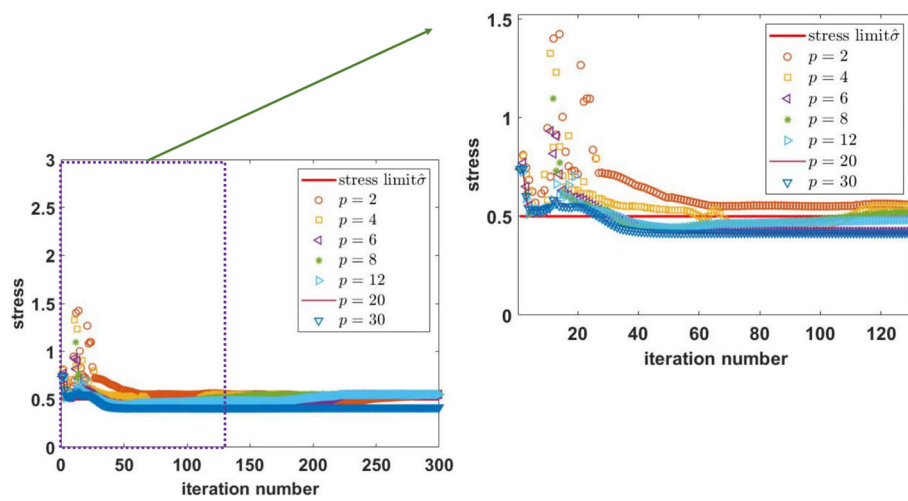 3
2.5
2
1.5
1
0.5
0
stress
0 50 100 150 200 250 300
iteration number
stress limitσ̂
p = 2
p = 4
p = 6
p = 8
p = 12
p = 20
p = 30
1.5
1
0.5
0
stress
20 40 60 80 100 120
iteration number
stress limitσ̂
p = 2
p = 4
p = 6
p = 8
p = 12
p = 20
p = 30